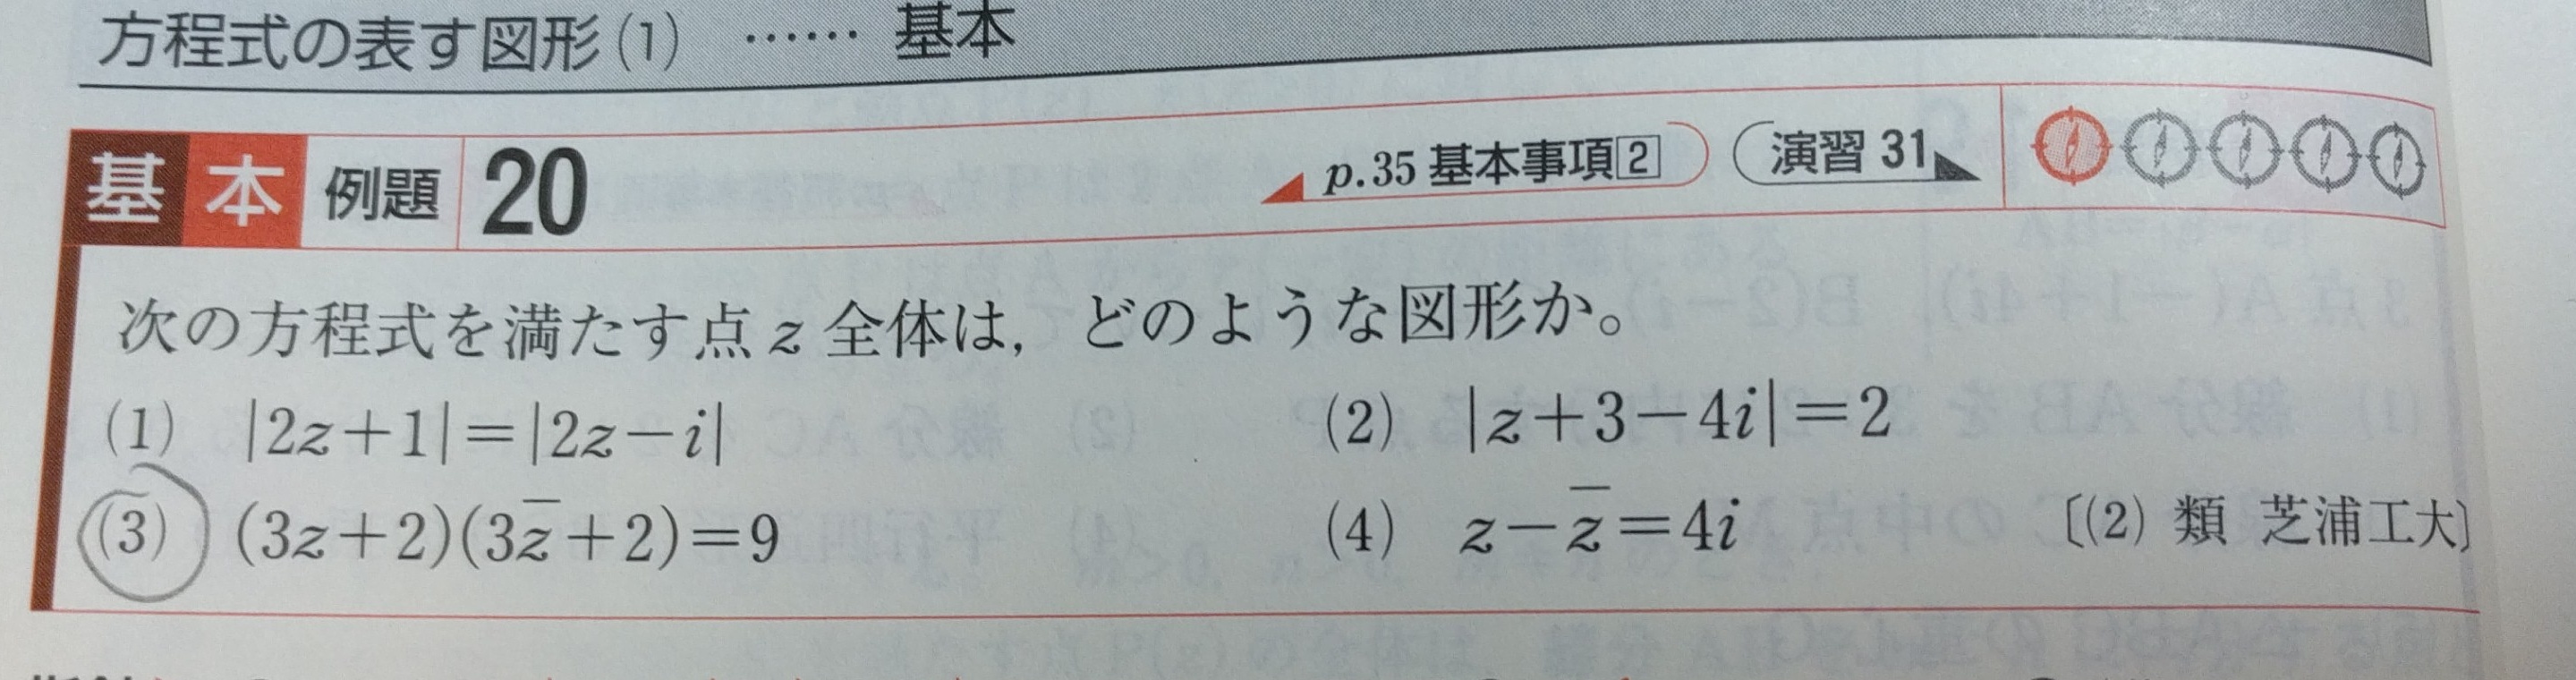 方程式の表す図形(1) …… 基本
基本 例題 20 p.35 基本事項2 演習 31
次の方程式を満たす点 z 全体は，どのような図形か。
(1) |2z+1|=|2z−i| (2) |z+3−4i|=2
(3) (3z+2)(3z̅+2)=9 (4) z−z̅=4i 〔(2) 類 芝浦工大〕